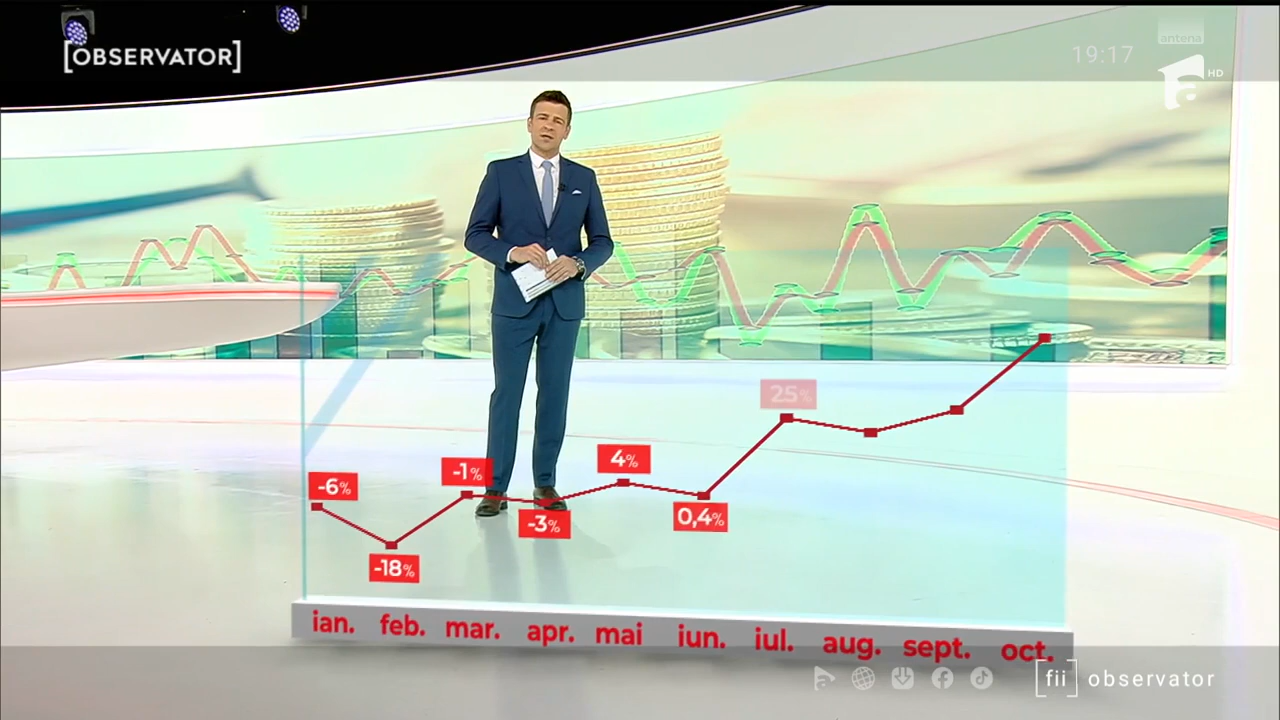 [OBSERVATOR]
19:17
antena
HD
25%
-6%
-1%
4%
-3%
0,4%
-18%
ian. feb. mar. apr. mai iun. iul. aug. sept. oct.
[fii] observator